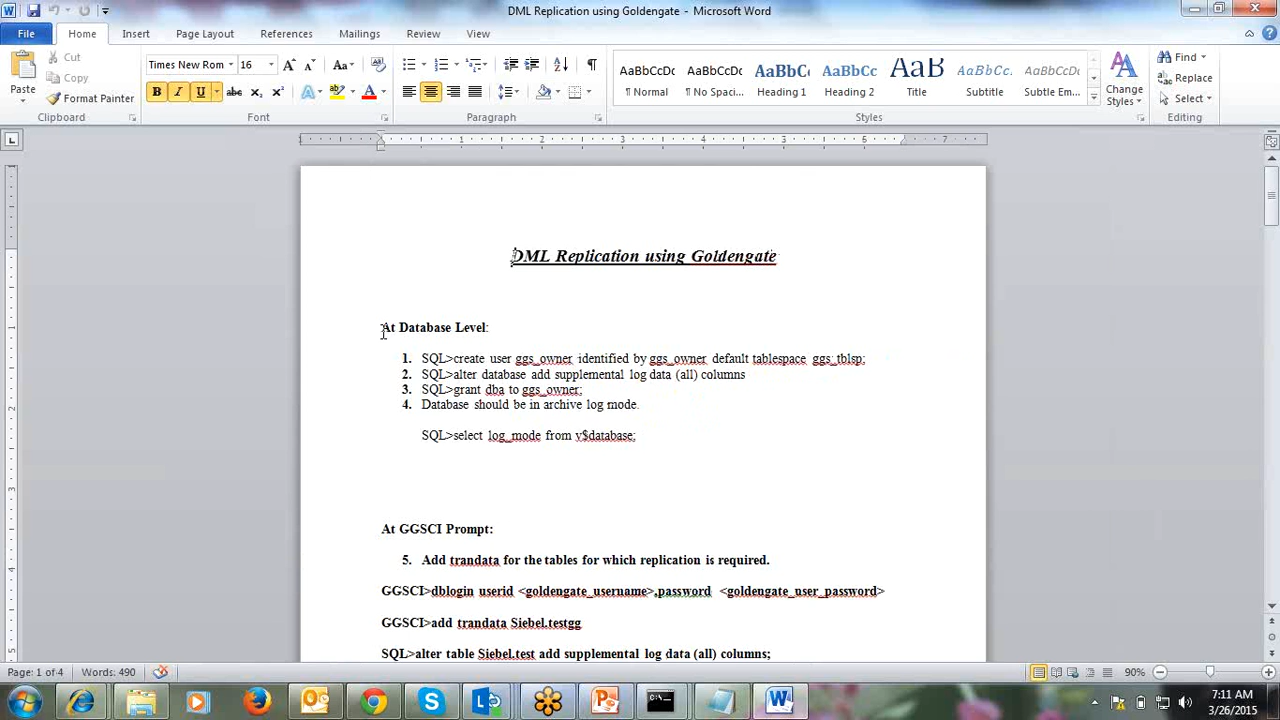 DML Replication using Goldengate - Microsoft Word
File Home Insert Page Layout References Mailings Review View
Cut
Copy
Format Painter
Paste
Clipboard
Times New Rom 16
Font
Paragraph
AaBbCcDc AaBbCcDc AaBbCc AaBbCc AaB AaBbCc. AaBbCcDc
¶ Normal ¶ No Spaci... Heading 1 Heading 2 Title Subtitle Subtle Em...
Styles
Change Styles
Find
Replace
Select
Editing
DML Replication using Goldengate
At Database Level:
1. SQL>create user ggs_owner identified by ggs_owner default tablespace ggs_tblsp;
2. SQL>alter database add supplemental log data (all) columns
3. SQL>grant dba to ggs_owner;
4. Database should be in archive log mode.
SQL>select log_mode from v$database;
At GGSCI Prompt:
5. Add trandata for the tables for which replication is required.
GGSCI>dblogin userid <goldengate_username>,password <goldengate_user_password>
GGSCI>add trandata Siebel.testgg
SQL>alter table Siebel.test add supplemental log data (all) columns;
Page: 1 of 4 Words: 490 90%
7:11 AM
3/26/2015